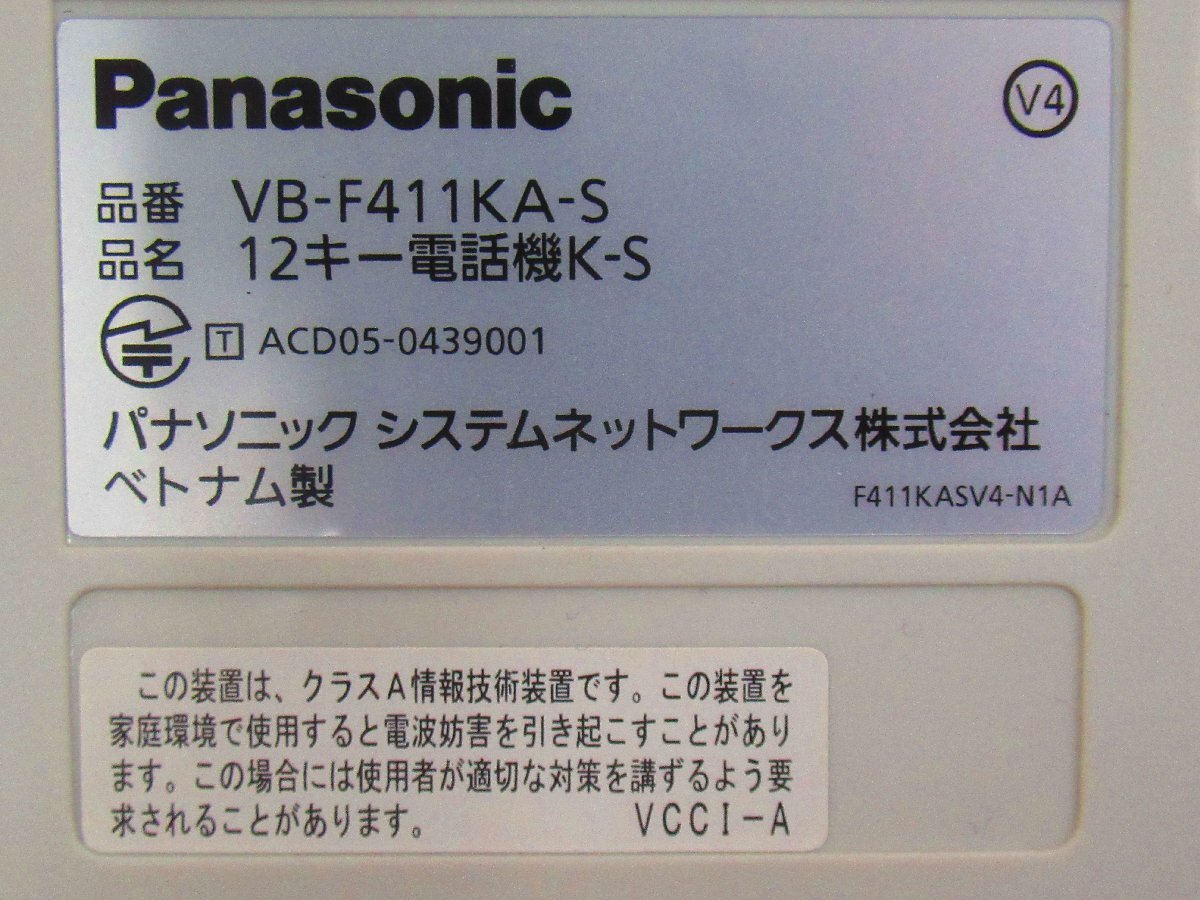 Panasonic
V4
品番 VB-F411KA-S
品名 12キー電話機K-S
T ACD05-0439001
パナソニック システムネットワークス株式会社
ベトナム製
F411KASV4-N1A
この装置は、クラスA情報技術装置です。この装置を
家庭環境で使用すると電波妨害を引き起こすことがあり
ます。この場合には使用者が適切な対策を講ずるよう要
求されることがあります。 VCCI-A